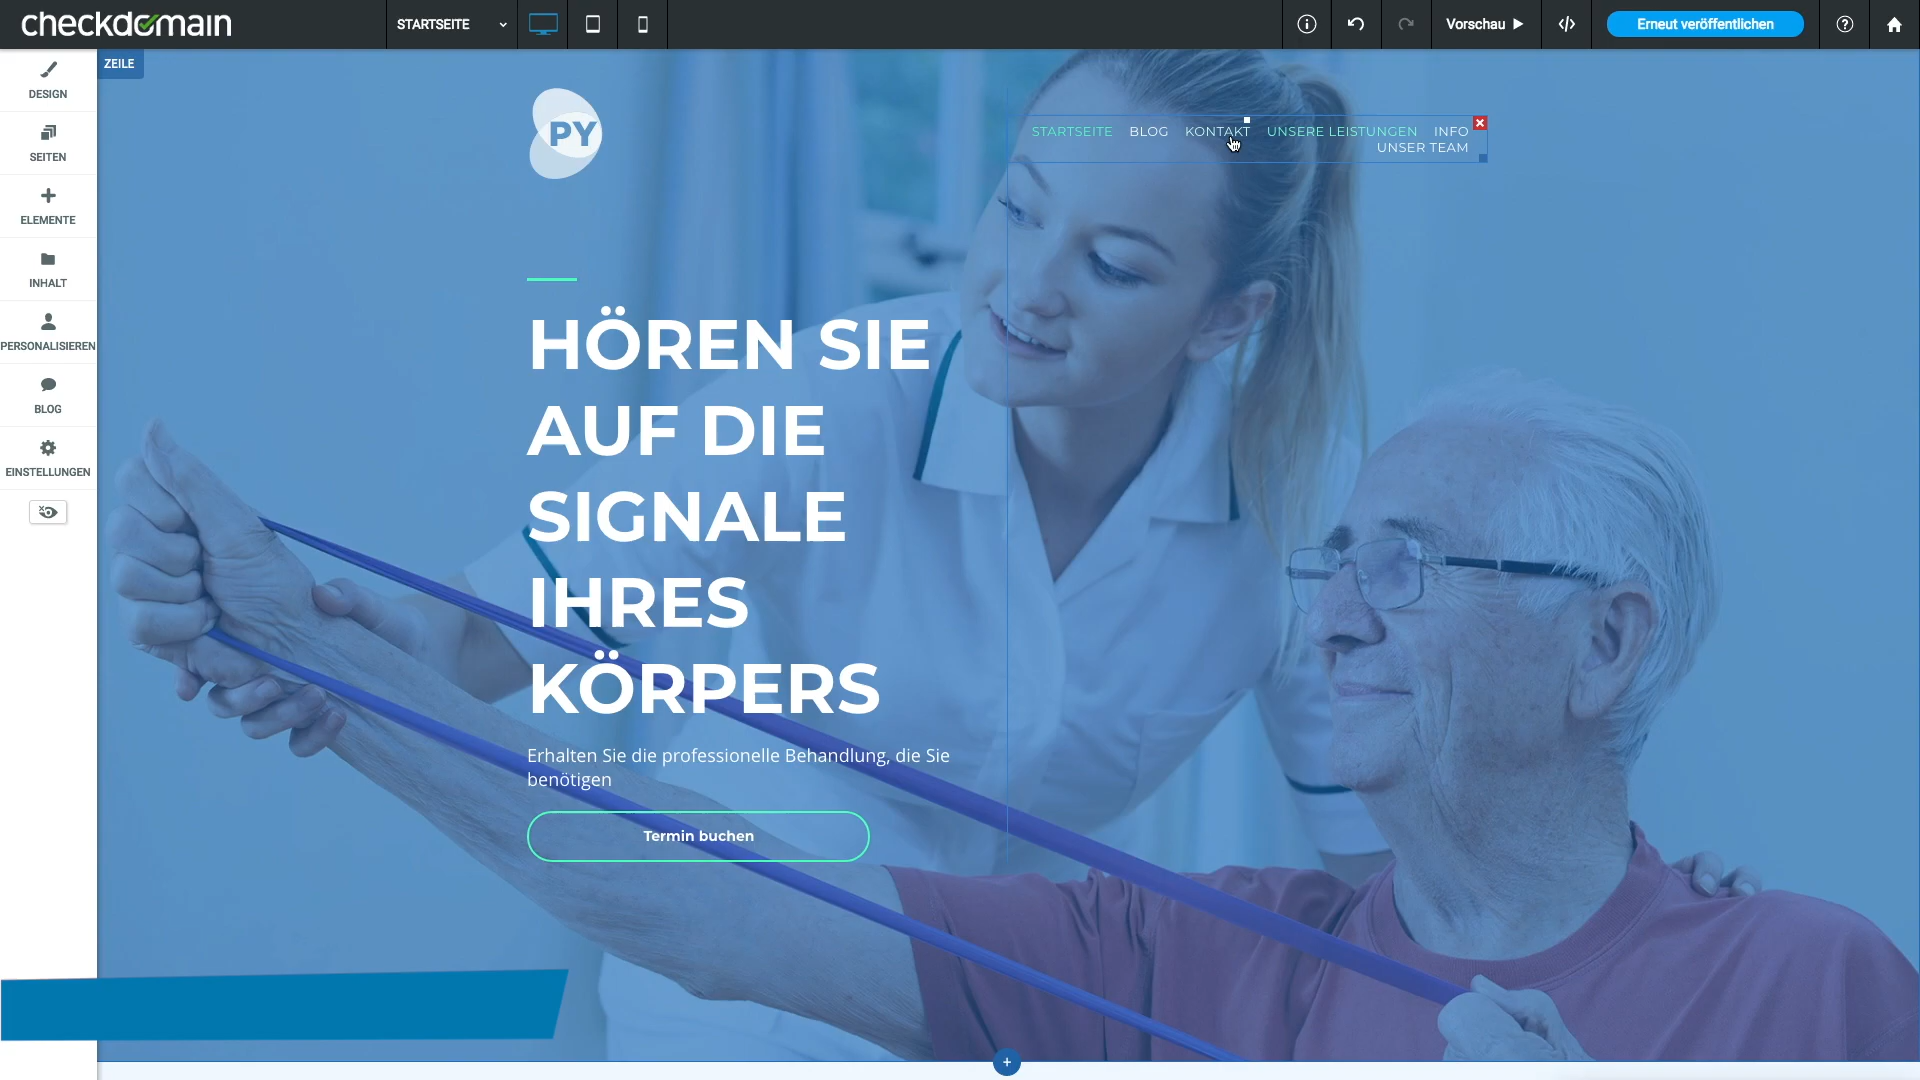 checkdomain
STARTSEITE
Vorschau
Erneut veröffentlichen
ZEILE
DESIGN
SEITEN
ELEMENTE
INHALT
PERSONALISIEREN
BLOG
EINSTELLUNGEN
PY
STARTSEITE BLOG KONTAKT UNSERE LEISTUNGEN INFO
UNSER TEAM
HÖREN SIE
AUF DIE
SIGNALE
IHRES
KÖRPERS
Erhalten Sie die professionelle Behandlung, die Sie
benötigen
Termin buchen